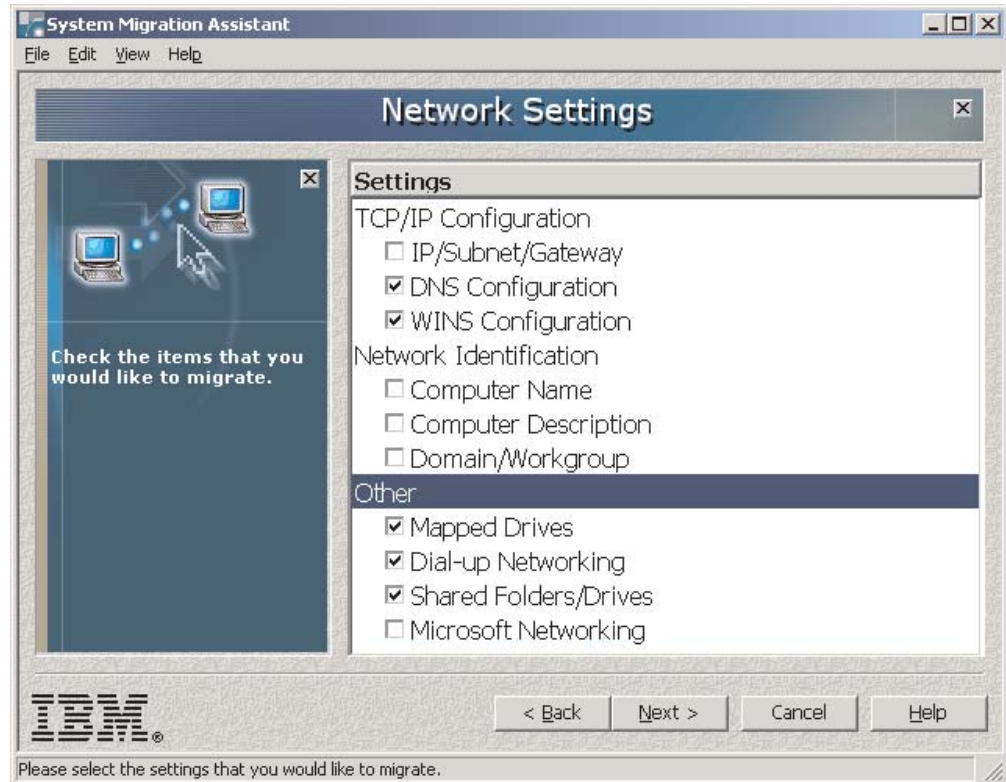 System Migration Assistant
File Edit View Help
Network Settings
Check the items that you
would like to migrate.
Settings
TCP/IP Configuration
IP/Subnet/Gateway
DNS Configuration
WINS Configuration
Network Identification
Computer Name
Computer Description
Domain/Workgroup
Other
Mapped Drives
Dial-up Networking
Shared Folders/Drives
Microsoft Networking
IBM®
< Back Next > Cancel Help
Please select the settings that you would like to migrate.